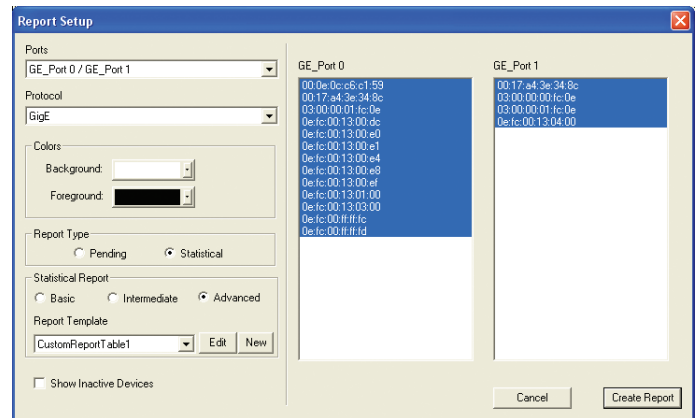 Report Setup
Ports
GE_Port 0 / GE_Port 1
Protocol
GigE
Colors
Background:
Foreground:
Report Type
Pending
Statistical
Statistical Report
Basic
Intermediate
Advanced
Report Template
CustomReportTable1
Edit
New
Show Inactive Devices
GE_Port 0
00:0e:0c:c6:c1:59
00:17:a4:3e:34:8c
03:00:00:01:fc:0e
0e:fc:00:13:00:dc
0e:fc:00:13:00:e0
0e:fc:00:13:00:e1
0e:fc:00:13:00:e4
0e:fc:00:13:00:e8
0e:fc:00:13:00:ef
0e:fc:00:13:01:00
0e:fc:00:13:03:00
0e:fc:00:ff:ff:fc
0e:fc:00:ff:ff:fd
GE_Port 1
00:17:a4:3e:34:8c
03:00:00:00:fc:0e
03:00:00:01:fc:0e
0e:fc:00:13:04:00
Cancel
Create Report